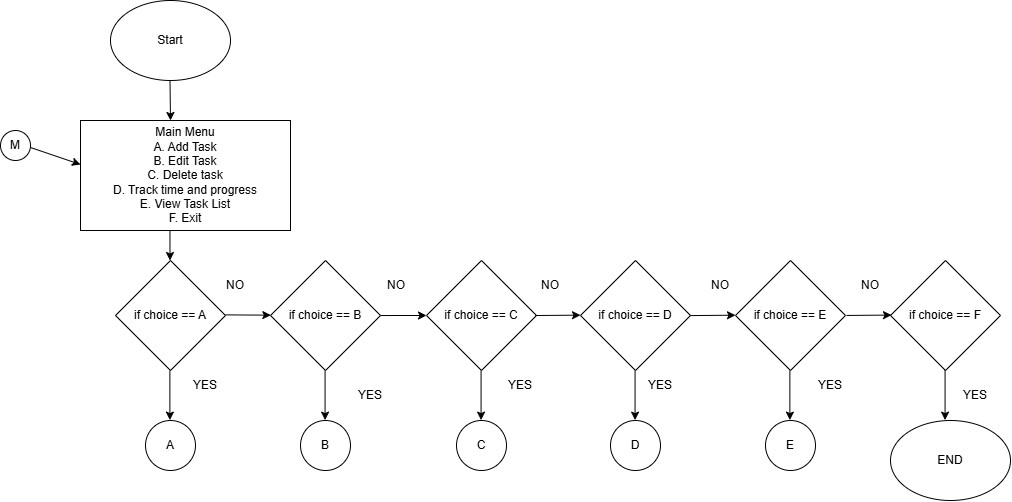 Start
M
Main Menu
A. Add Task
B. Edit Task
C. Delete task
D. Track time and progress
E. View Task List
F. Exit
NO
NO
NO
NO
NO
if choice == A
if choice == B
if choice == C
if choice == D
if choice == E
if choice == F
YES
YES
YES
YES
YES
YES
A
B
C
D
E
END